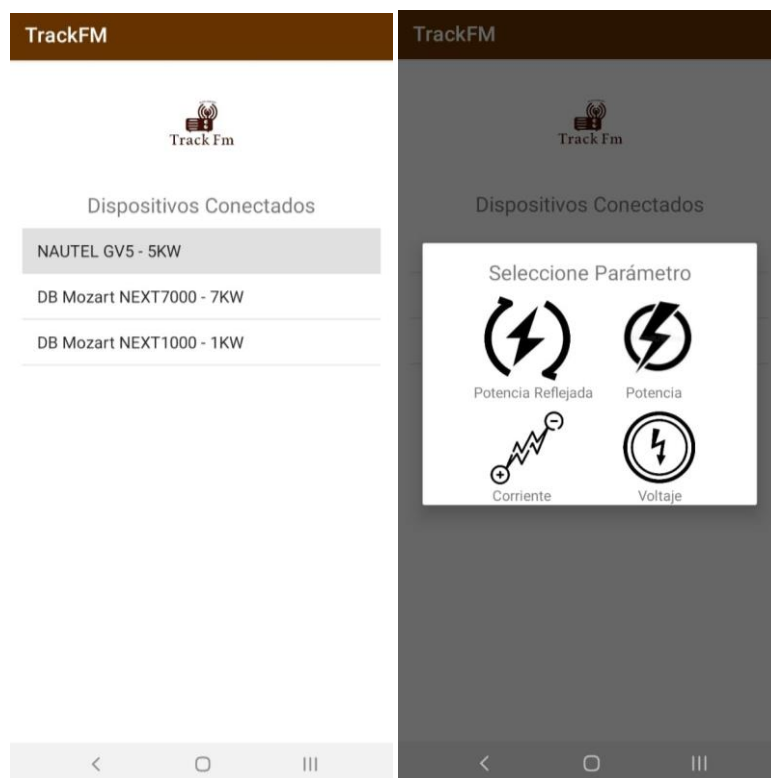 TrackFM
Track Fm
Dispositivos Conectados
NAUTEL GV5 - 5KW
DB Mozart NEXT7000 - 7KW
DB Mozart NEXT1000 - 1KW
TrackFM
Track Fm
Dispositivos Conectados
Seleccione Parámetro
Potencia Reflejada Potencia
Corriente Voltaje